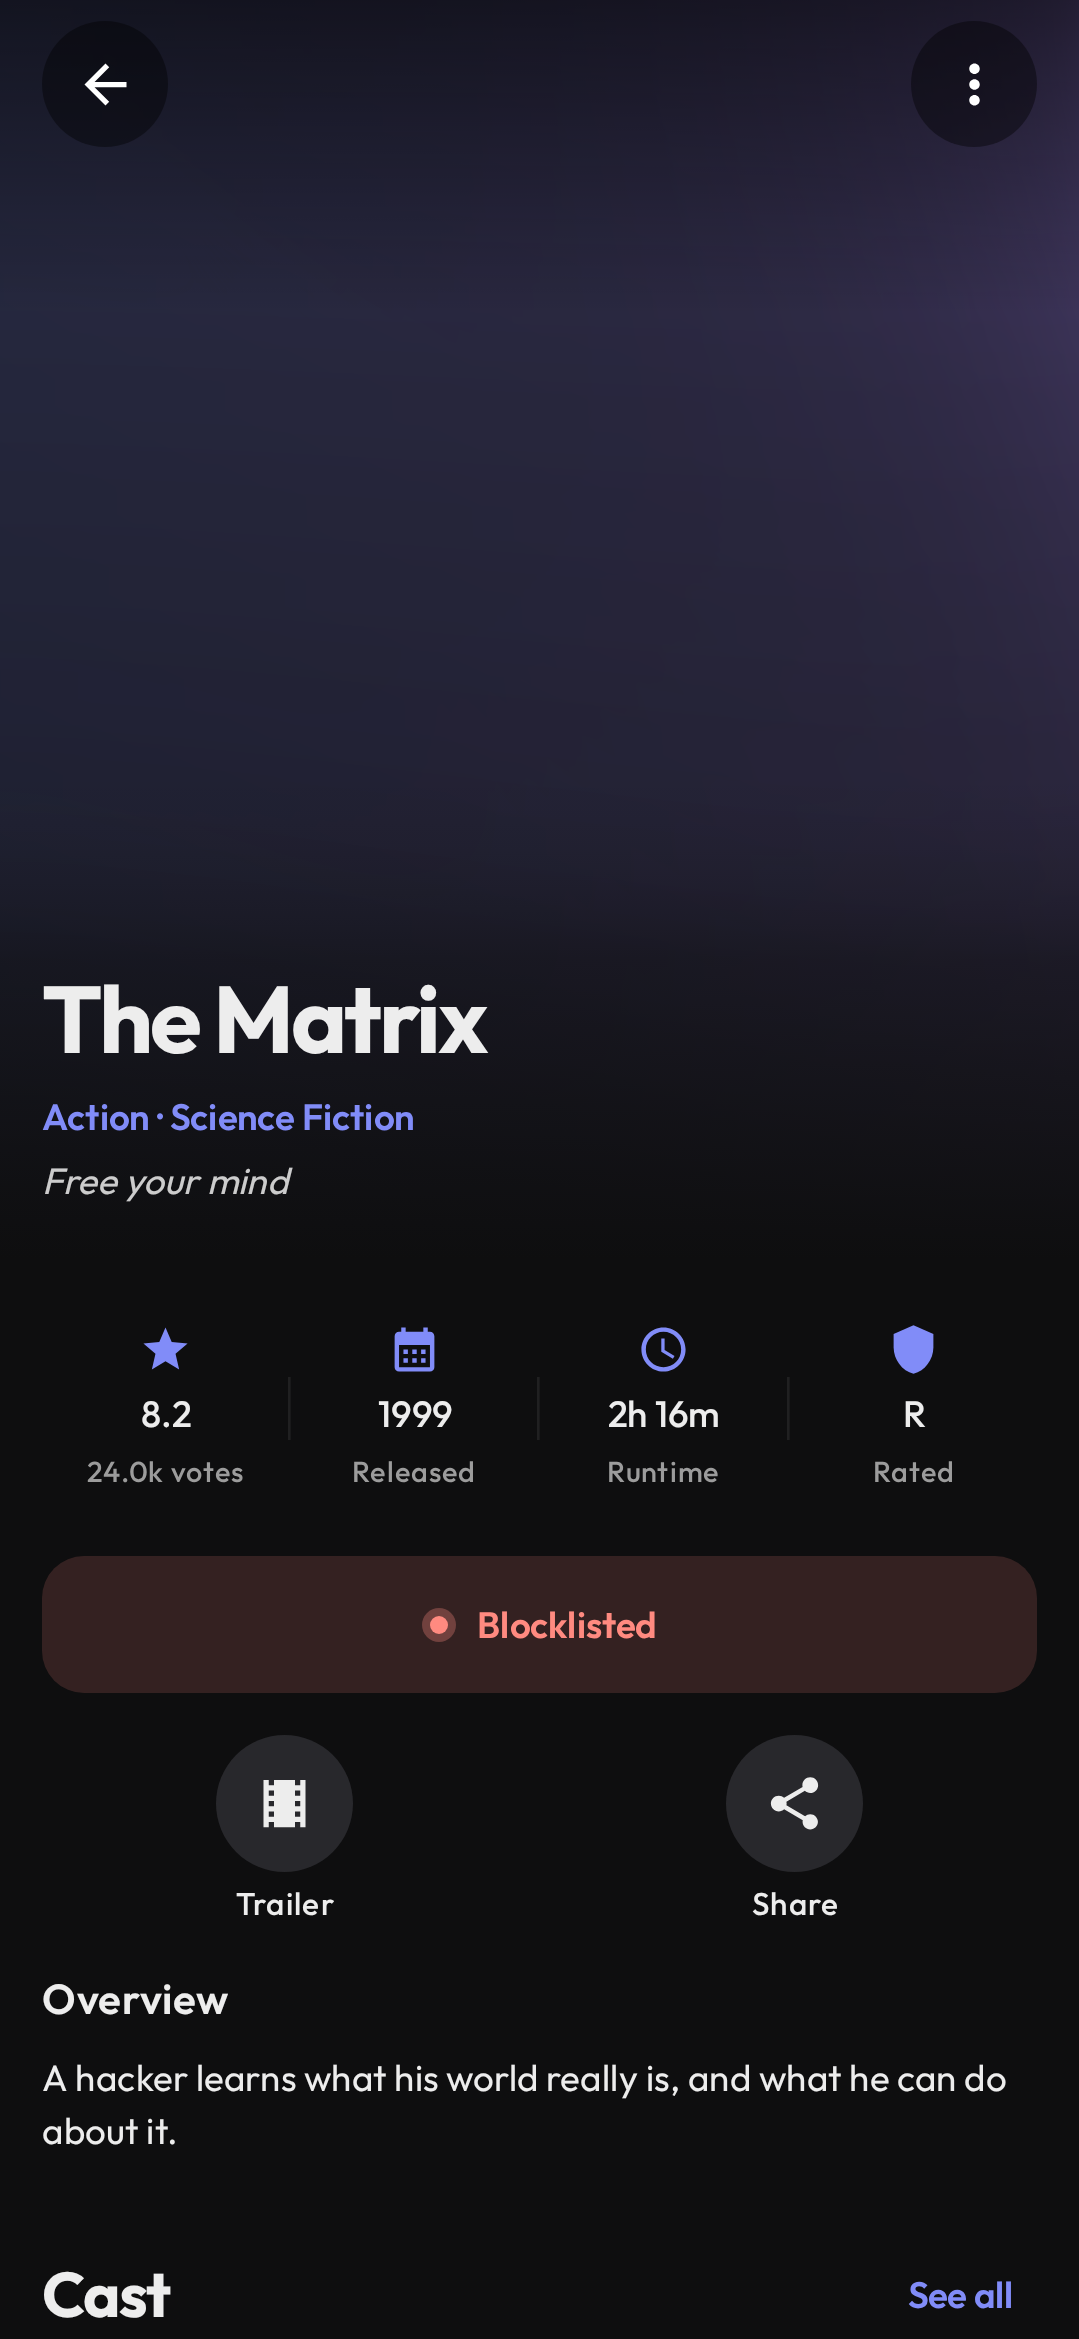 The Matrix
Action · Science Fiction
Free your mind
8.2
1999
2h 16m
R
24.0k votes
Released
Runtime
Rated
Blocklisted
Trailer
Share
Overview
A hacker learns what his world really is, and what he can do
about it.
Cast
See all